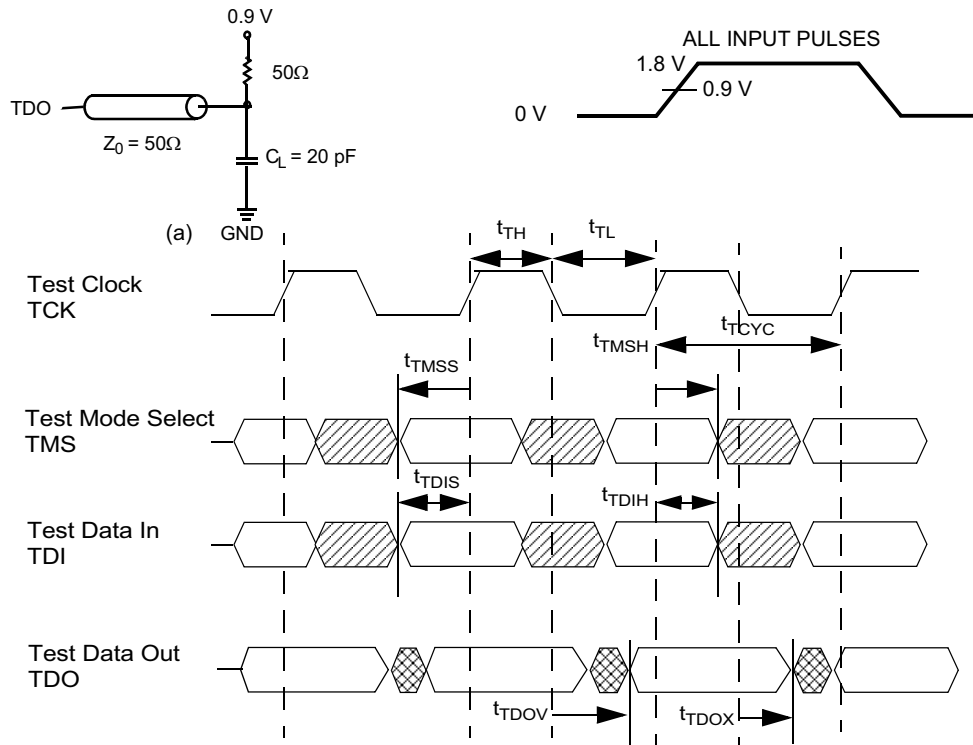 0.9 V
50Ω
TDO
Z0 = 50Ω
CL = 20 pF
(a)
GND
ALL INPUT PULSES
1.8 V
0.9 V
0 V
tTH
tTL
Test Clock
TCK
tTMSH
tTCYC
tTMSS
Test Mode Select
TMS
tTDIS
tTDIH
Test Data In
TDI
Test Data Out
TDO
tTDOV
tTDOX